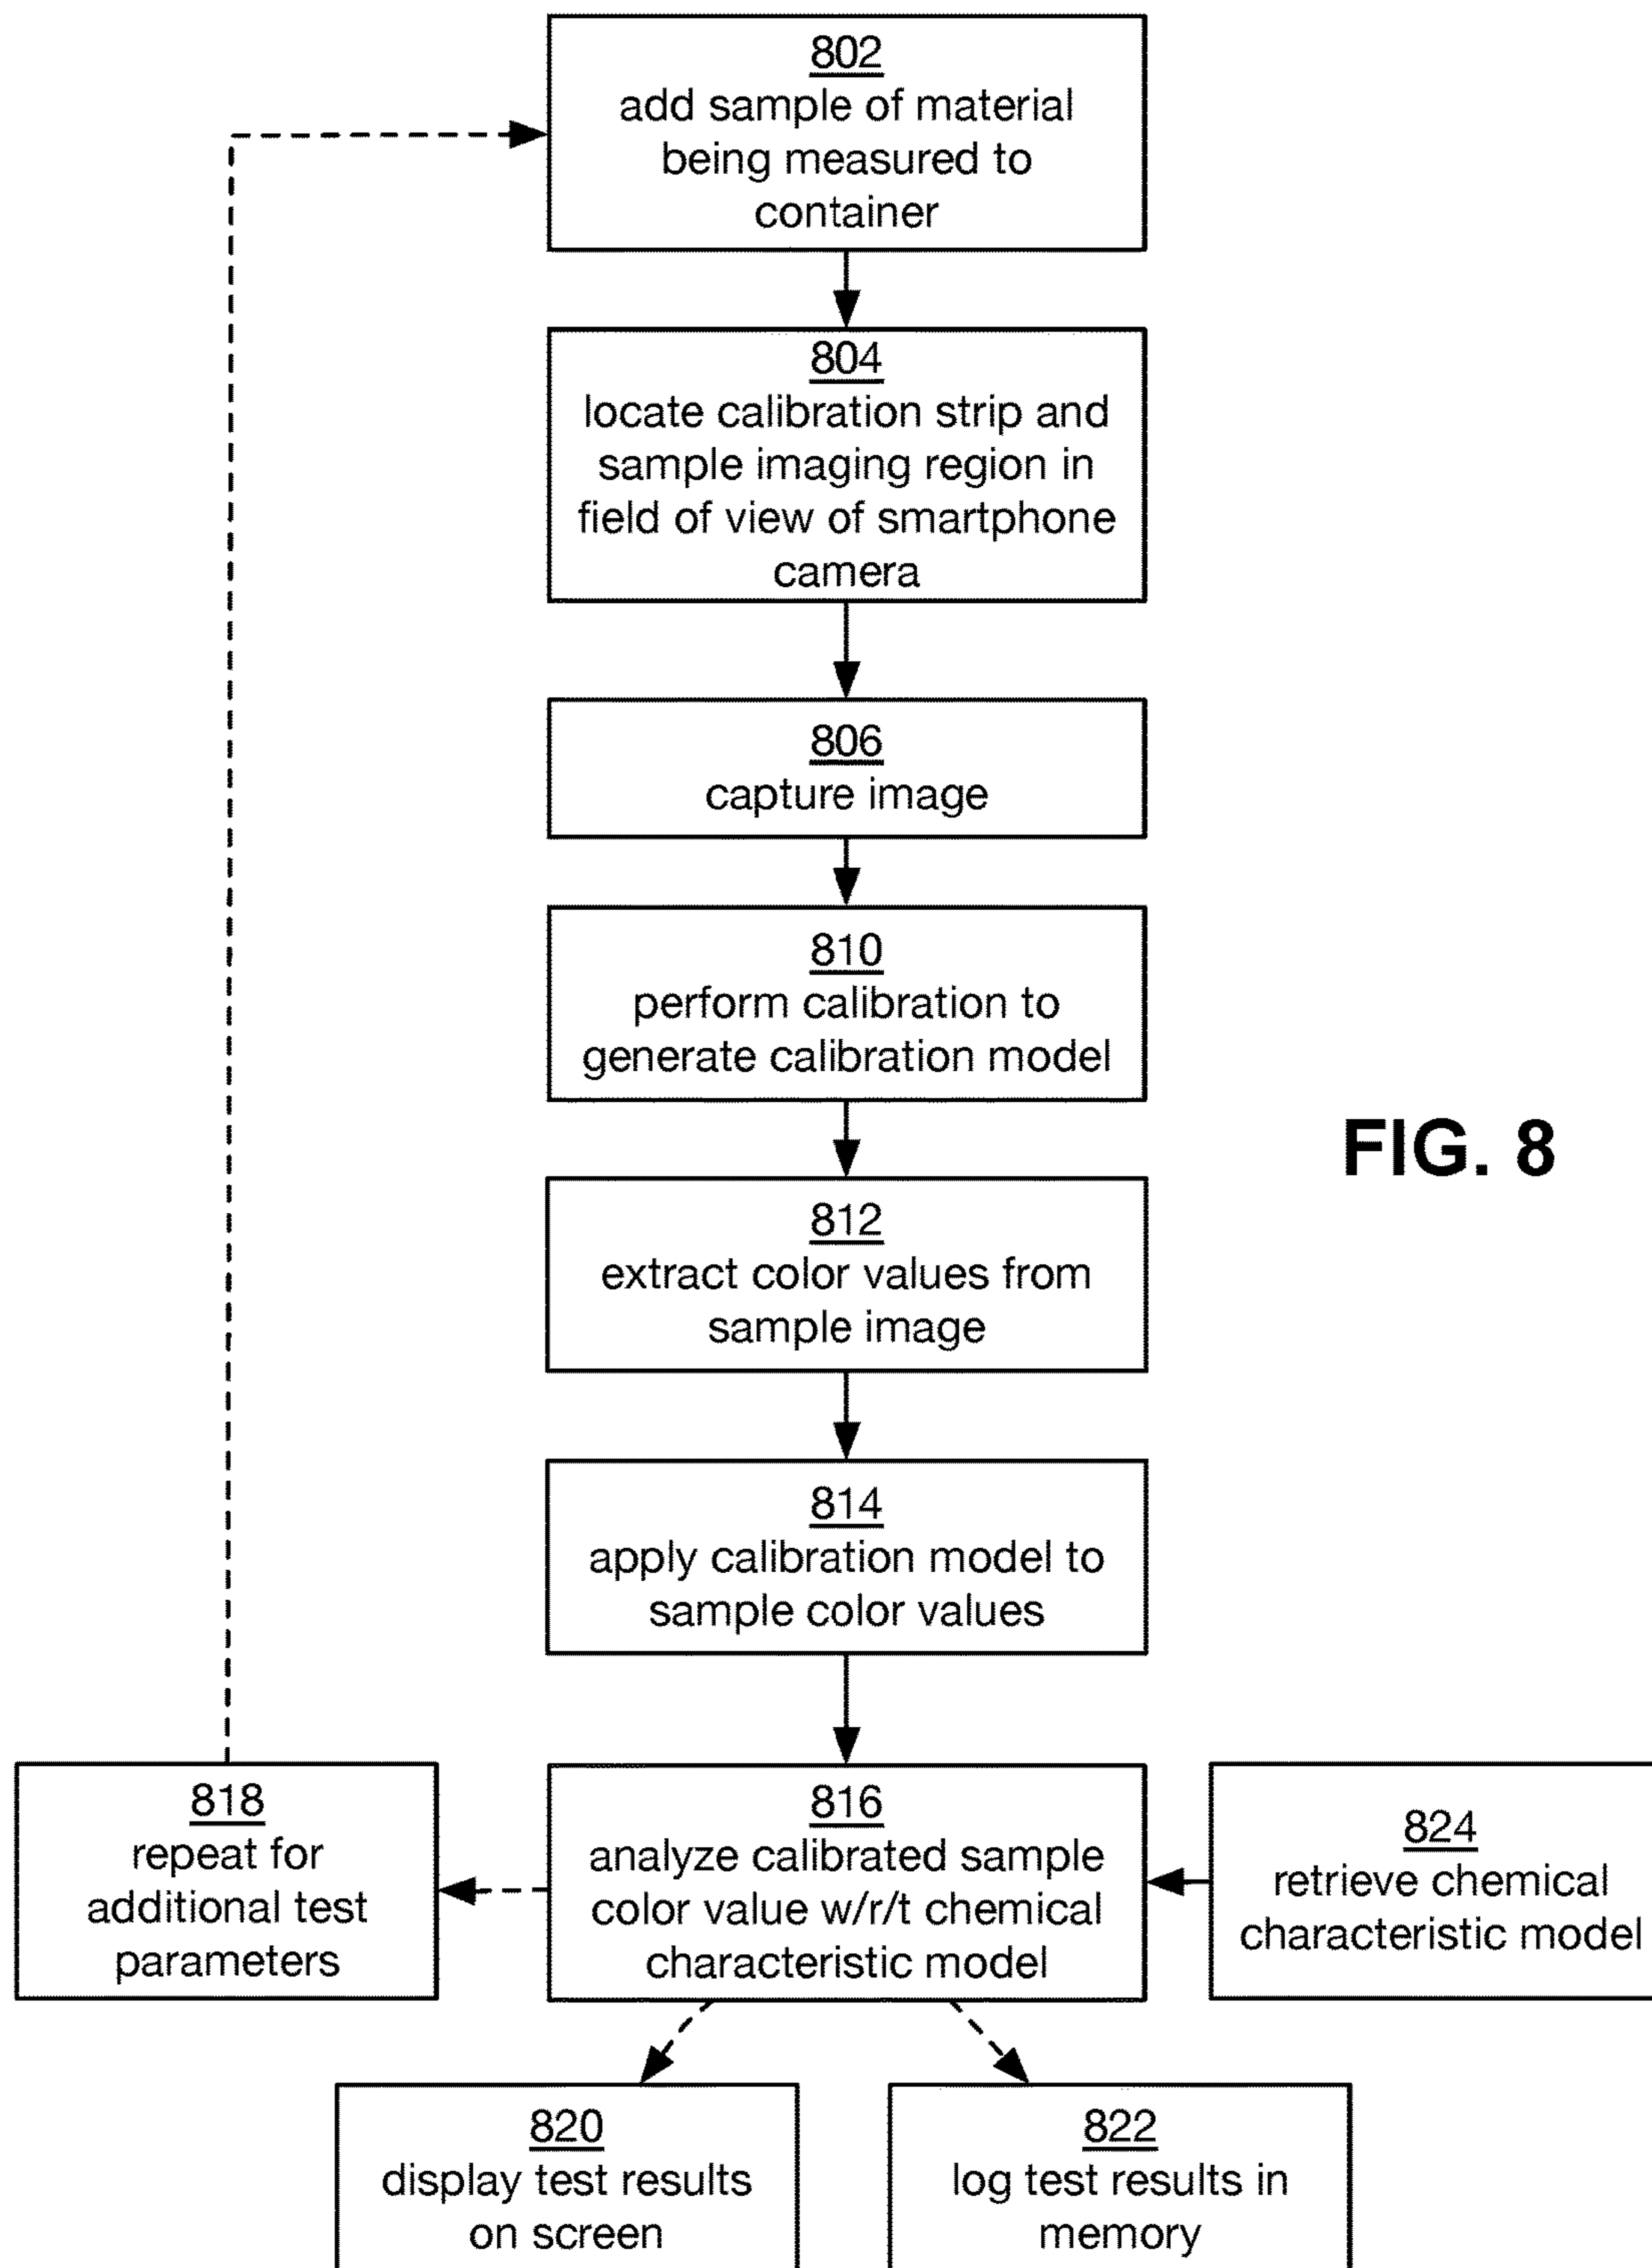 802
add sample of material
being measured to
container
804
locate calibration strip and
sample imaging region in
field of view of smartphone
camera
806
capture image
810
perform calibration to
generate calibration model
FIG. 8
812
extract color values from
sample image
814
apply calibration model to
sample color values
818
repeat for
additional test
parameters
816
analyze calibrated sample
color value w/r/t chemical
characteristic model
824
retrieve chemical
characteristic model
820
display test results
on screen
822
log test results in
memory